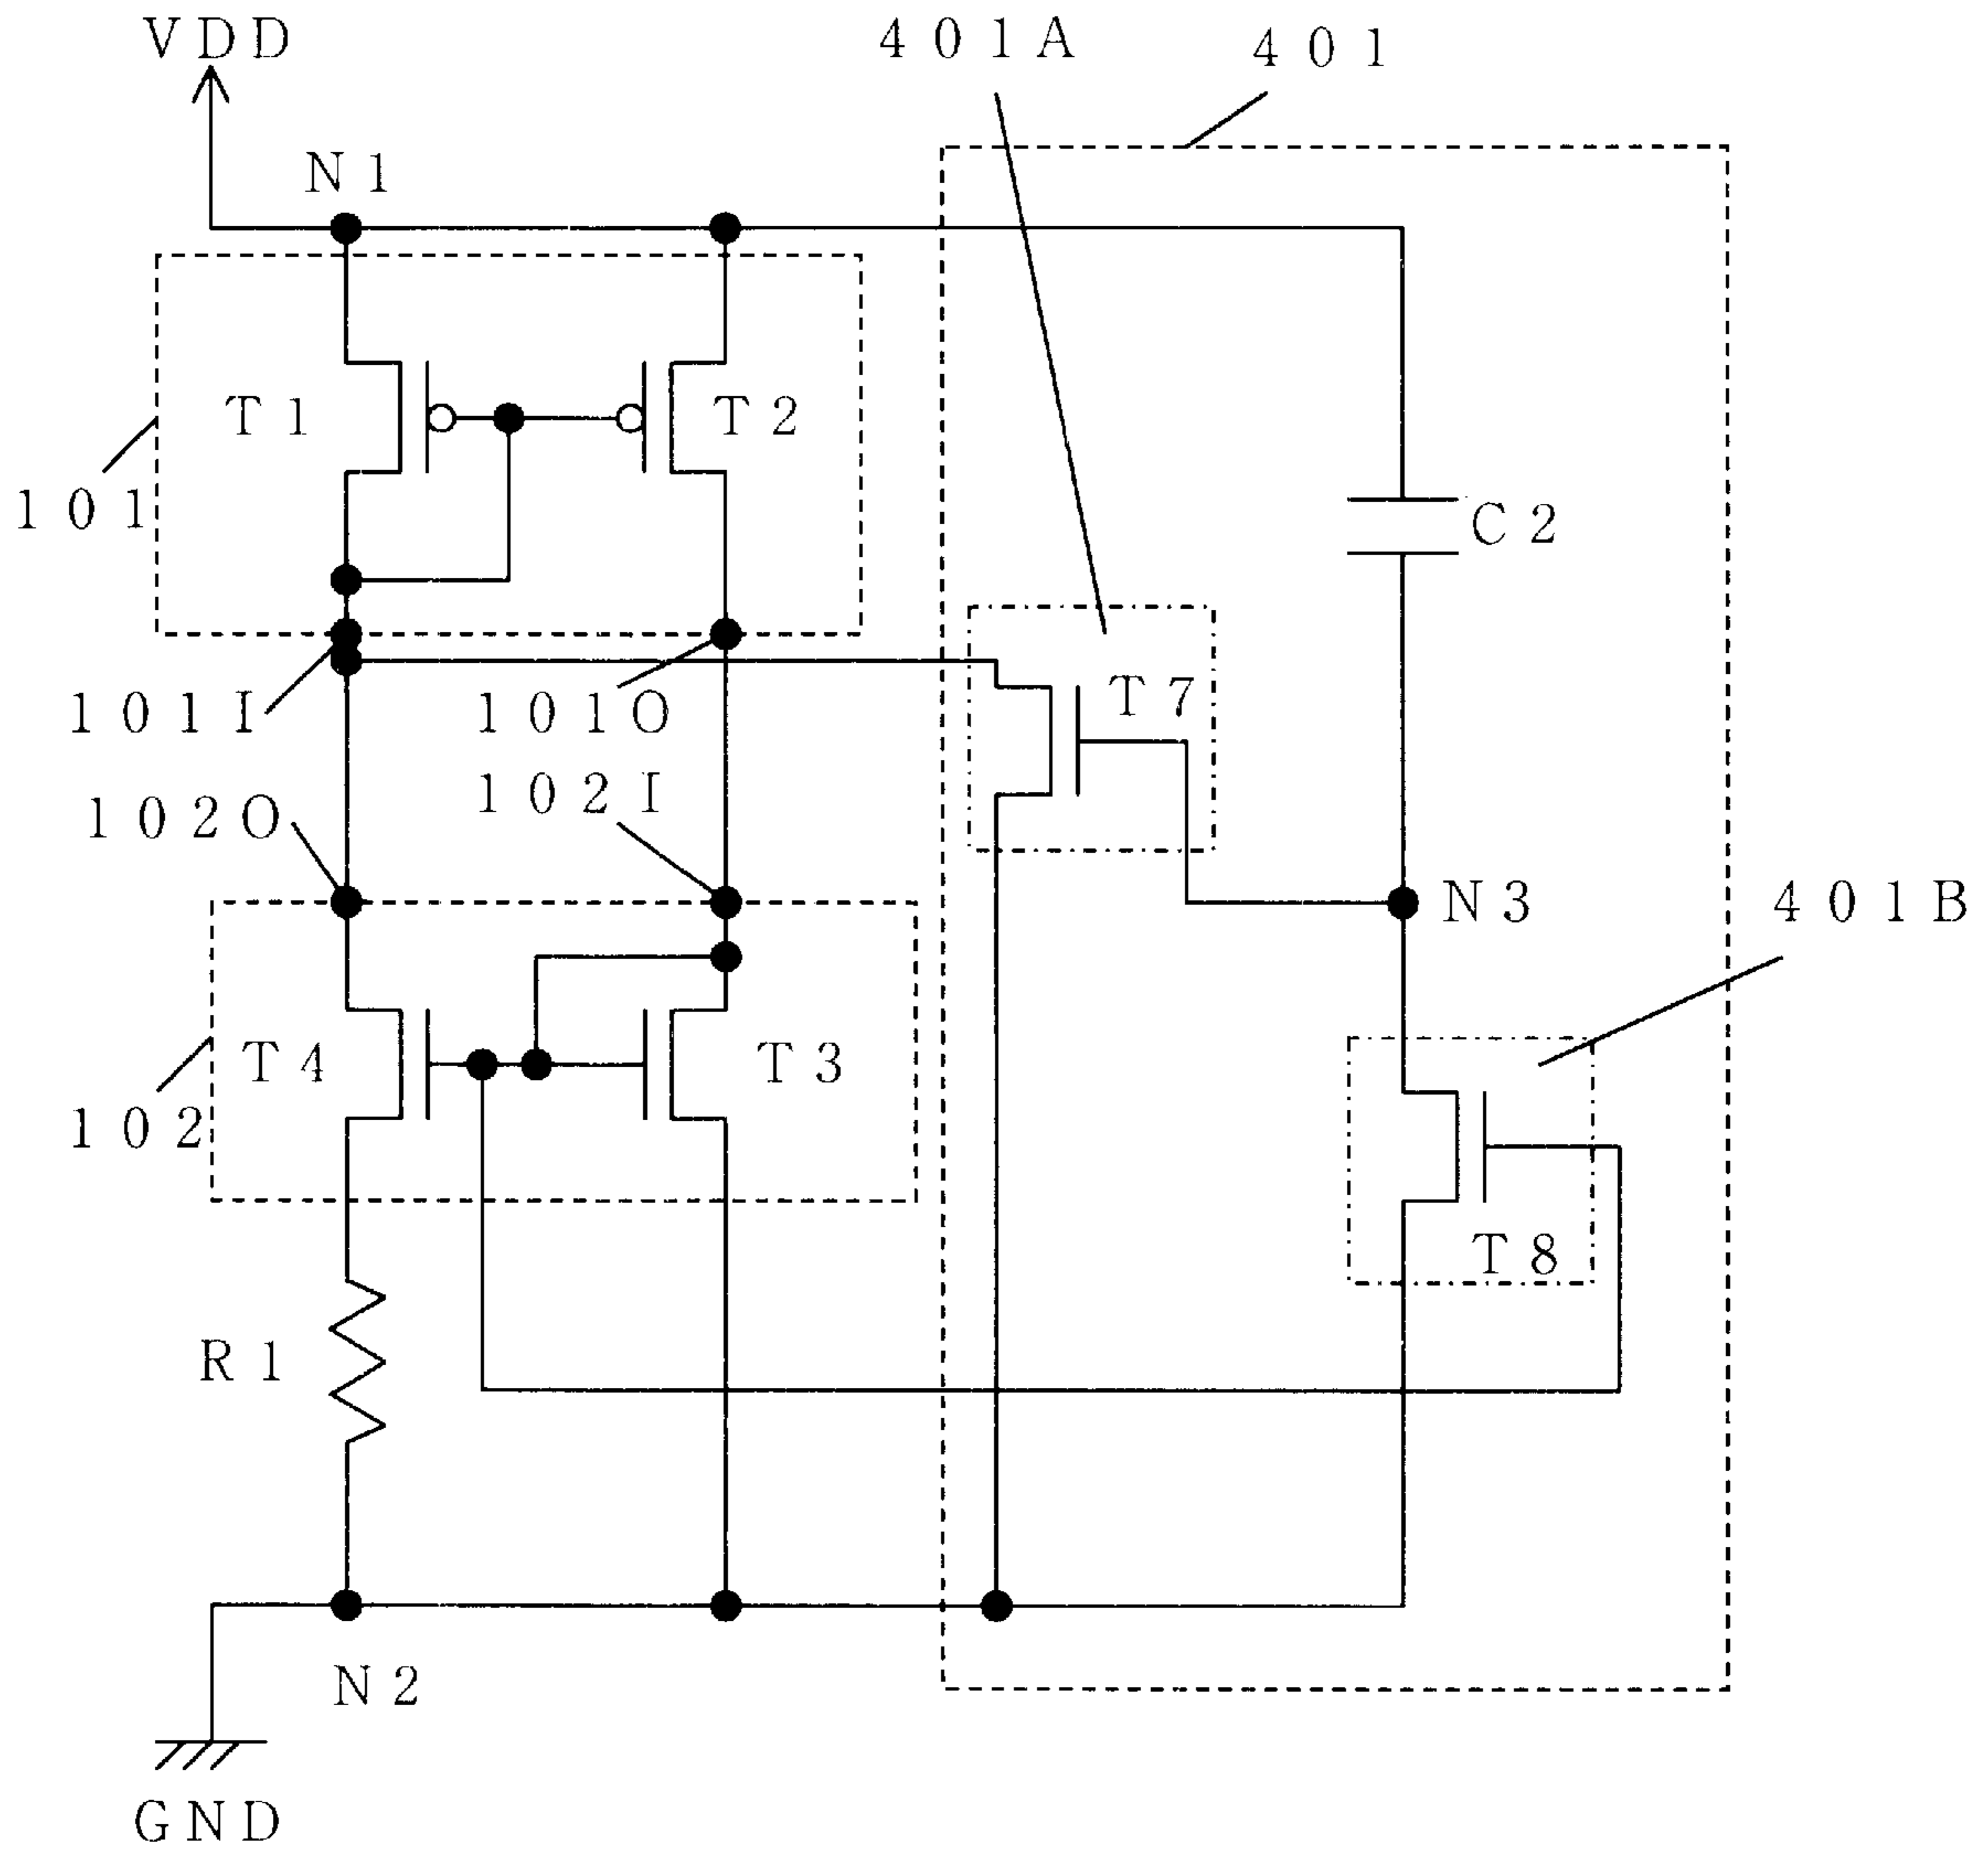 VDD
401A
401
N1
T1
T2
101
C2
101I
101O
T7
102O
102I
N3
401B
T4
T3
102
T8
R1
N2
GND